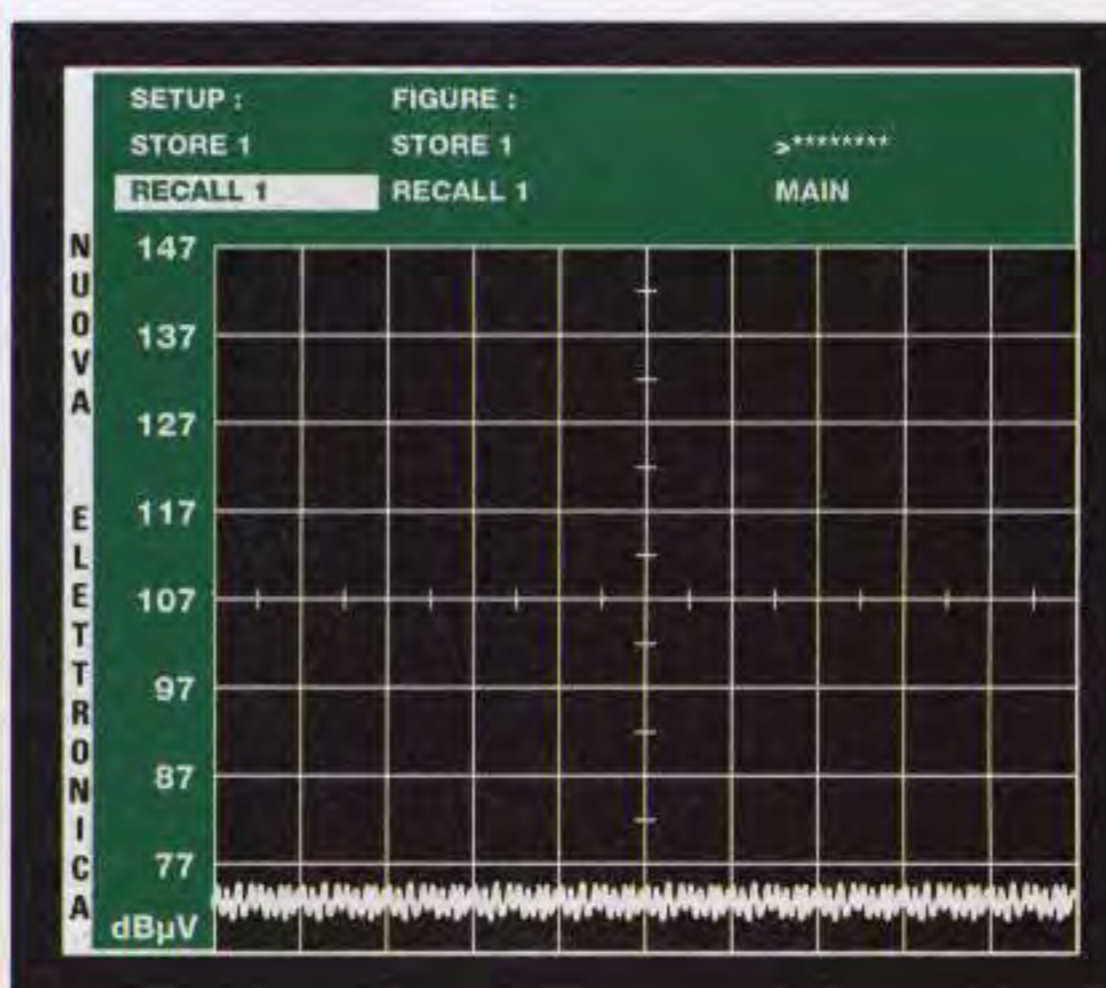 SETUP : FIGURE :
STORE 1 STORE 1 >********
RECALL 1 RECALL 1 MAIN
NUOVA ELETTRONICA
147
137
127
117
107
97
87
77
dBµV